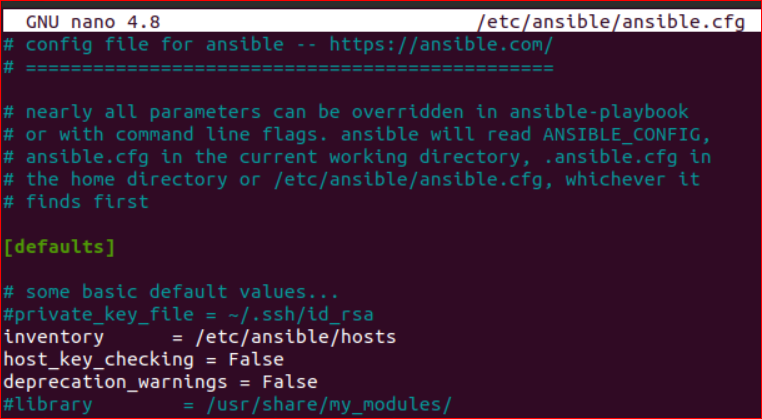 GNU nano 4.8 /etc/ansible/ansible.cfg
# config file for ansible -- https://ansible.com/
# ===============================================
# nearly all parameters can be overridden in ansible-playbook
# or with command line flags. ansible will read ANSIBLE_CONFIG,
# ansible.cfg in the current working directory, .ansible.cfg in
# the home directory or /etc/ansible/ansible.cfg, whichever it
# finds first
[defaults]
# some basic default values...
#private_key_file = ~/.ssh/id_rsa
inventory      = /etc/ansible/hosts
host_key_checking = False
deprecation_warnings = False
#library        = /usr/share/my_modules/